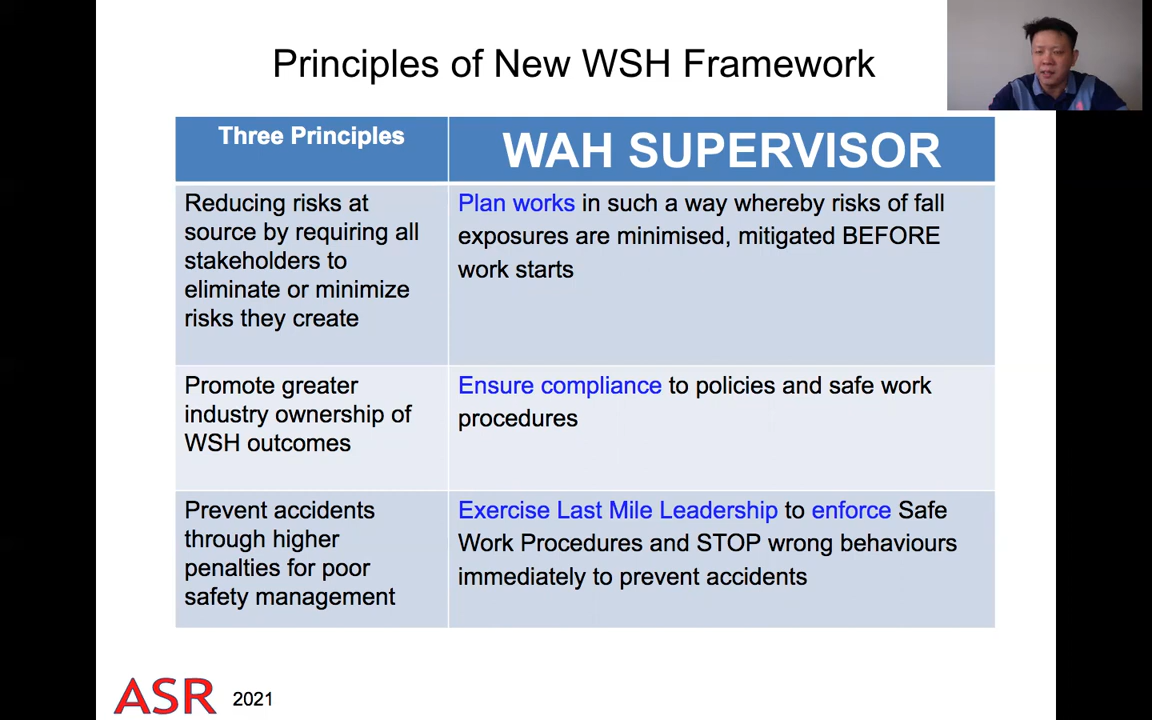 Principles of New WSH Framework
Three Principles
WAH SUPERVISOR
Reducing risks at
source by requiring all
stakeholders to
eliminate or minimize
risks they create
Plan works in such a way whereby risks of fall
exposures are minimised, mitigated BEFORE
work starts
Promote greater
industry ownership of
WSH outcomes
Ensure compliance to policies and safe work
procedures
Prevent accidents
through higher
penalties for poor
safety management
Exercise Last Mile Leadership to enforce Safe
Work Procedures and STOP wrong behaviours
immediately to prevent accidents
ASR 2021